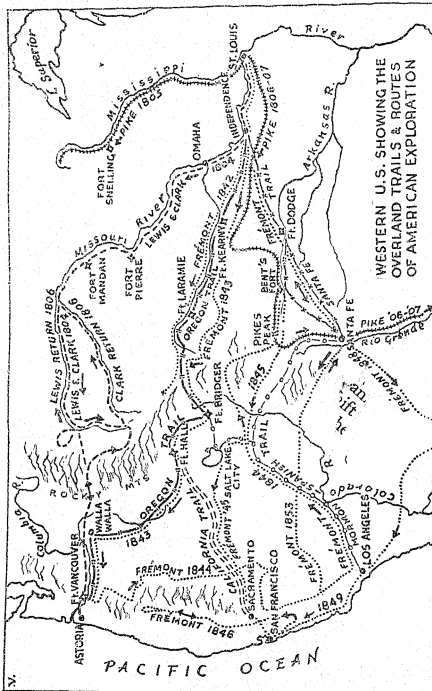 WESTERN U.S. SHOWING THE
OVERLAND TRAILS & ROUTES
OF AMERICAN EXPLORATION
L. Superior
Mississippi
River
PIKE 1805
FORT
SNELLING
ST. LOUIS
INDEPENDENCE
PIKE 1806-07
Arkansas R.
OMAHA
1804
LEWIS & CLARK
Missouri
River
FORT
PIERRE
FORT
MANDAN
LEWIS RETURN 1806
LEWIS & CLARK 1804
CLARK RETURN 1806
FREMONT 1842
FT. KEARNEY
OREGON TRAIL
FREMONT 1843
FT. LARAMIE
FREMONT
TRAIL
FT. DODGE
SANTA FE
BENT'S
FORT
PIKES
PEAK
SANTA FE
PIKE '06-'07
Rio Grande
FREMONT 1848
1845
FT. BRIDGER
FT. HALL
SALT LAKE
CITY
TRAIL
1844
SPANISH
Colorado
R.
ROCKY MTS
OREGON
TRAIL
WALLA
WALLA
1843
Columbia R.
FT. VANCOUVER
ASTORIA
FREMONT '45
CALIFORNIA TRAIL
FREMONT 1844
FREMONT 1846
SACRAMENTO
SAN FRANCISCO
FREMONT 1853
FREMONT
MORMON
LOS ANGELES
1849
PACIFIC OCEAN
N.